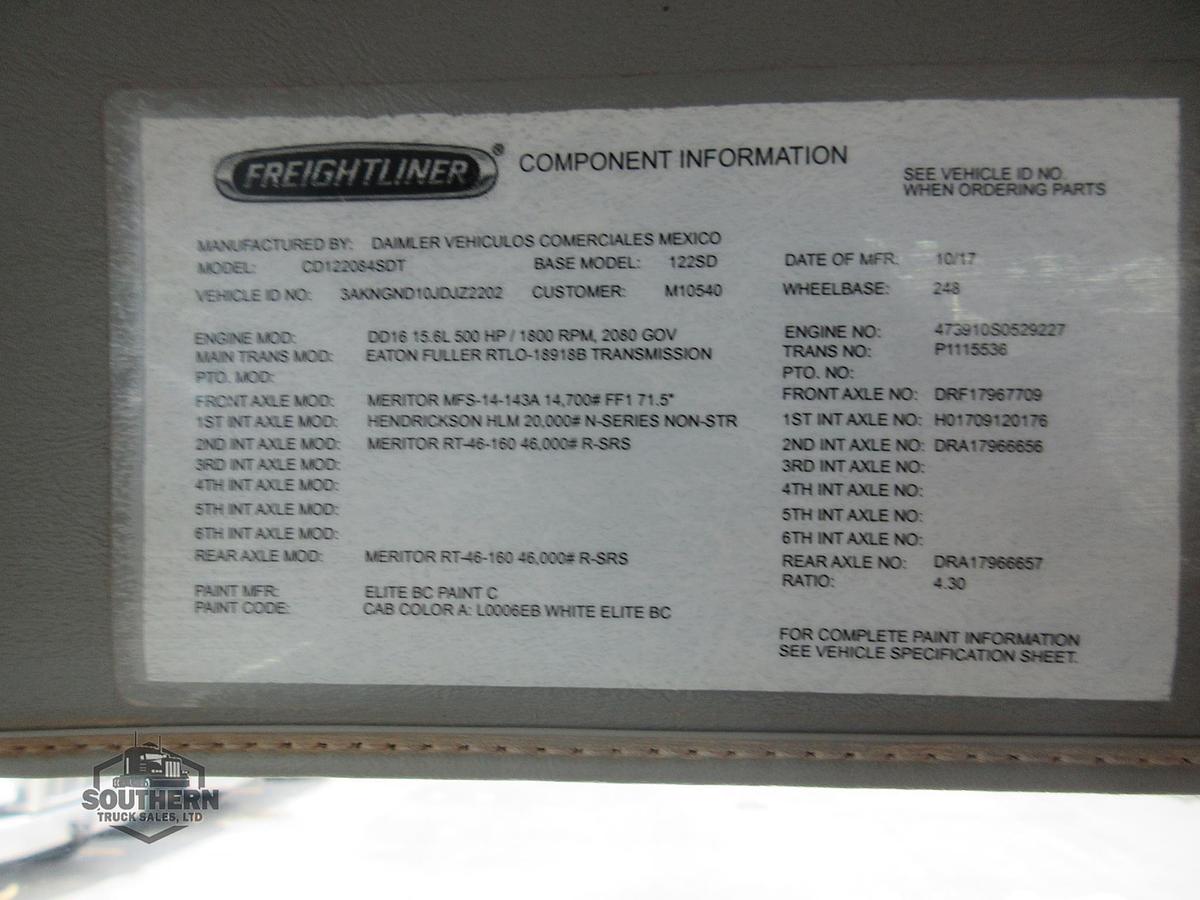 FREIGHTLINER® COMPONENT INFORMATION
SEE VEHICLE ID NO.
WHEN ORDERING PARTS
MANUFACTURED BY: DAIMLER VEHICULOS COMERCIALES MEXICO
MODEL: CD122084SDT BASE MODEL: 122SD DATE OF MFR: 10/17
VEHICLE ID NO: 3AKNGND10JDJZ2202 CUSTOMER: M10540 WHEELBASE: 248
ENGINE MOD: DD16 15.6L 500 HP / 1800 RPM, 2080 GOV ENGINE NO: 473910S0529227
MAIN TRANS MOD: EATON FULLER RTLO-18918B TRANSMISSION TRANS NO: P1115536
PTO. MOD: PTO. NO:
FRONT AXLE MOD: MERITOR MFS-14-143A 14,700# FF1 71.5" FRONT AXLE NO: DRF17967709
1ST INT AXLE MOD: HENDRICKSON HLM 20,000# N-SERIES NON-STR 1ST INT AXLE NO: H01709120176
2ND INT AXLE MOD: MERITOR RT-46-160 46,000# R-SRS 2ND INT AXLE NO: DRA17966656
3RD INT AXLE MOD: 3RD INT AXLE NO:
4TH INT AXLE MOD: 4TH INT AXLE NO:
5TH INT AXLE MOD: 5TH INT AXLE NO:
6TH INT AXLE MOD: 6TH INT AXLE NO:
REAR AXLE MOD: MERITOR RT-46-160 46,000# R-SRS REAR AXLE NO: DRA17966657
RATIO: 4.30
PAINT MFR: ELITE BC PAINT C
PAINT CODE: CAB COLOR A: L0006EB WHITE ELITE BC
FOR COMPLETE PAINT INFORMATION
SEE VEHICLE SPECIFICATION SHEET.
SOUTHERN
TRUCK SALES, LTD